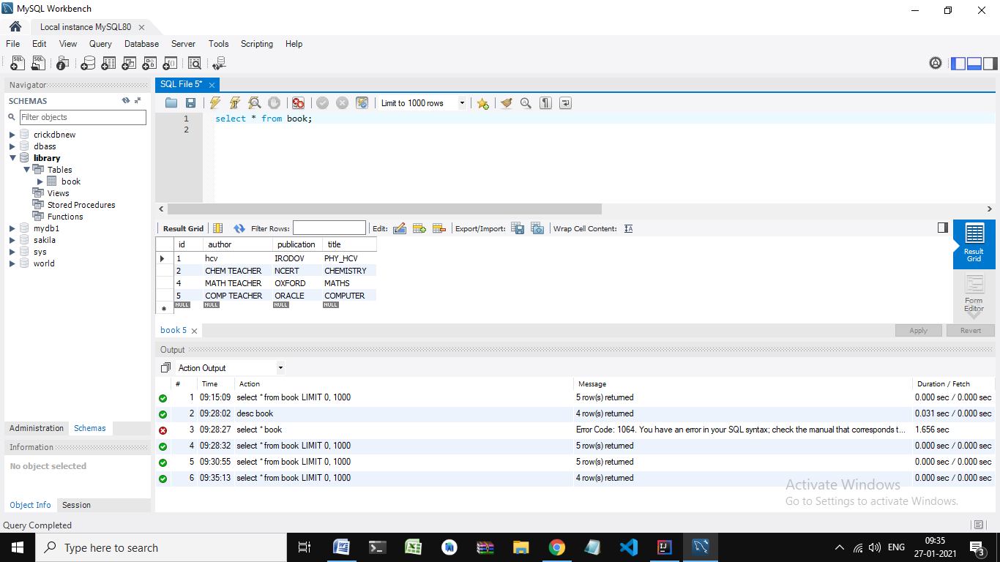 MySQL Workbench
Local instance MySQL80
File Edit View Query Database Server Tools Scripting Help
Navigator
SCHEMAS
Filter objects
crickdbnew
dbass
library
Tables
book
Views
Stored Procedures
Functions
mydb1
sakila
sys
world
Administration Schemas
Information
No object selected
Object Info Session
SQL File 5*
Limit to 1000 rows
1 select * from book;
2
Result Grid Filter Rows: Edit: Export/Import: Wrap Cell Content:
id author publication title
1 hcv IRODOV PHY_HCV
2 CHEM TEACHER NCERT CHEMISTRY
4 MATH TEACHER OXFORD MATHS
5 COMP TEACHER ORACLE COMPUTER
NULL NULL NULL NULL
Result
Grid
Form
Editor
book 5
Apply Revert
Output
Action Output
# Time Action Message Duration / Fetch
1 09:15:09 select * from book LIMIT 0, 1000 5 row(s) returned 0.000 sec / 0.000 sec
2 09:28:02 desc book 4 row(s) returned 0.031 sec / 0.000 sec
3 09:28:27 select * book Error Code: 1064. You have an error in your SQL syntax; check the manual that corresponds t... 1.656 sec
4 09:28:32 select * from book LIMIT 0, 1000 5 row(s) returned 0.000 sec / 0.000 sec
5 09:30:55 select * from book LIMIT 0, 1000 5 row(s) returned 0.000 sec / 0.000 sec
6 09:35:13 select * from book LIMIT 0, 1000 4 row(s) returned 0.000 sec / 0.000 sec
Activate Windows
Go to Settings to activate Windows.
Query Completed
Type here to search
ENG
09:35
27-01-2021
3